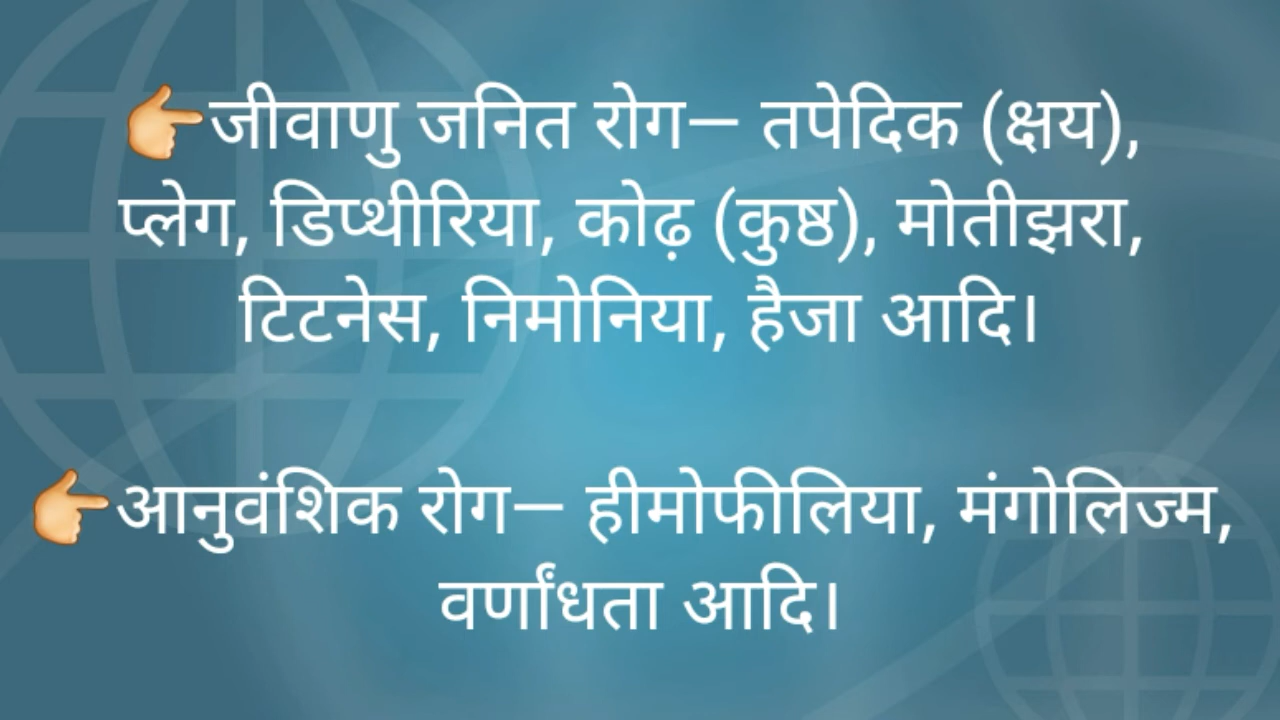 👉जीवाणु जनित रोग— तपेदिक (क्षय),
प्लेग, डिप्थीरिया, कोढ़ (कुष्ठ), मोतीझरा,
टिटनेस, निमोनिया, हैजा आदि।
👉आनुवंशिक रोग— हीमोफीलिया, मंगोलिज्म,
वर्णांधता आदि।